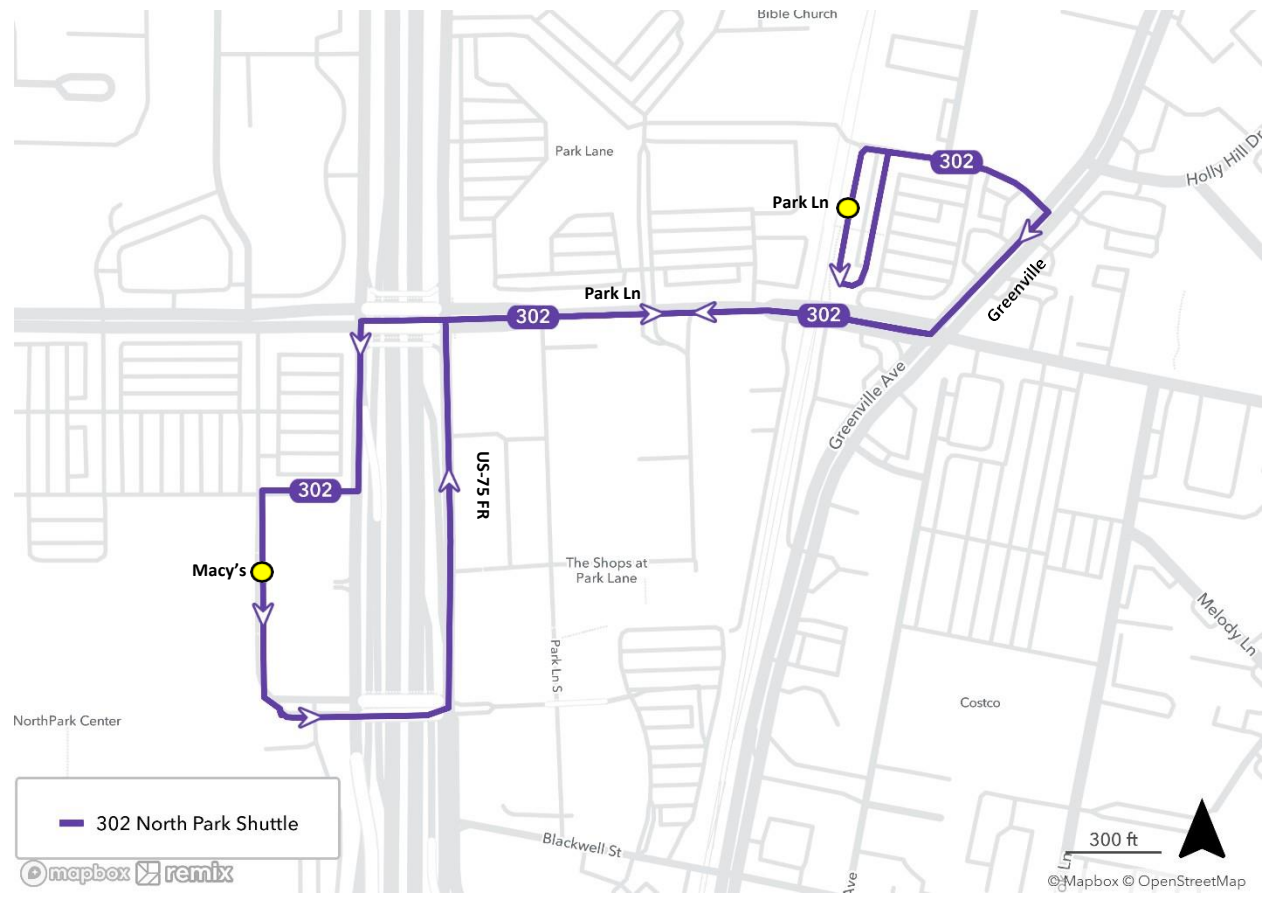 Bible Church
Park Lane
302
Holly Hill Dr
Park Ln
Greenville
Park Ln
302
302
Greenville Ave
US-75 FR
302
The Shops at
Park Lane
Macy's
Melody Ln
Park Ln S
Costco
NorthPark Center
302 North Park Shuttle
300 ft
Blackwell St
Ln
Ave
mapbox remix
© Mapbox © OpenStreetMap